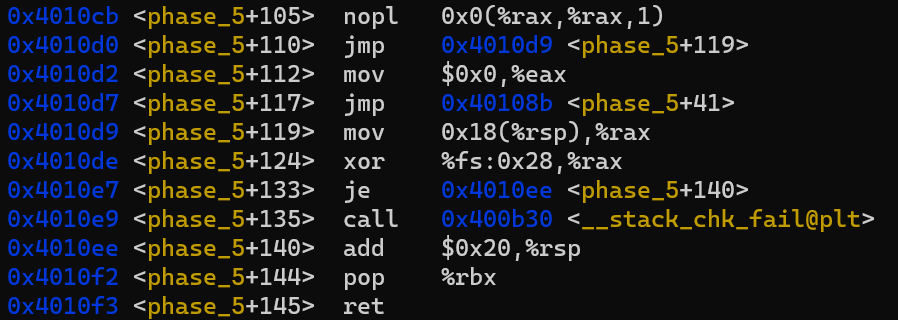 0x4010cb <phase_5+105>  nopl   0x0(%rax,%rax,1)
0x4010d0 <phase_5+110>  jmp    0x4010d9 <phase_5+119>
0x4010d2 <phase_5+112>  mov    $0x0,%eax
0x4010d7 <phase_5+117>  jmp    0x40108b <phase_5+41>
0x4010d9 <phase_5+119>  mov    0x18(%rsp),%rax
0x4010de <phase_5+124>  xor    %fs:0x28,%rax
0x4010e7 <phase_5+133>  je     0x4010ee <phase_5+140>
0x4010e9 <phase_5+135>  call   0x400b30 <__stack_chk_fail@plt>
0x4010ee <phase_5+140>  add    $0x20,%rsp
0x4010f2 <phase_5+144>  pop    %rbx
0x4010f3 <phase_5+145>  ret